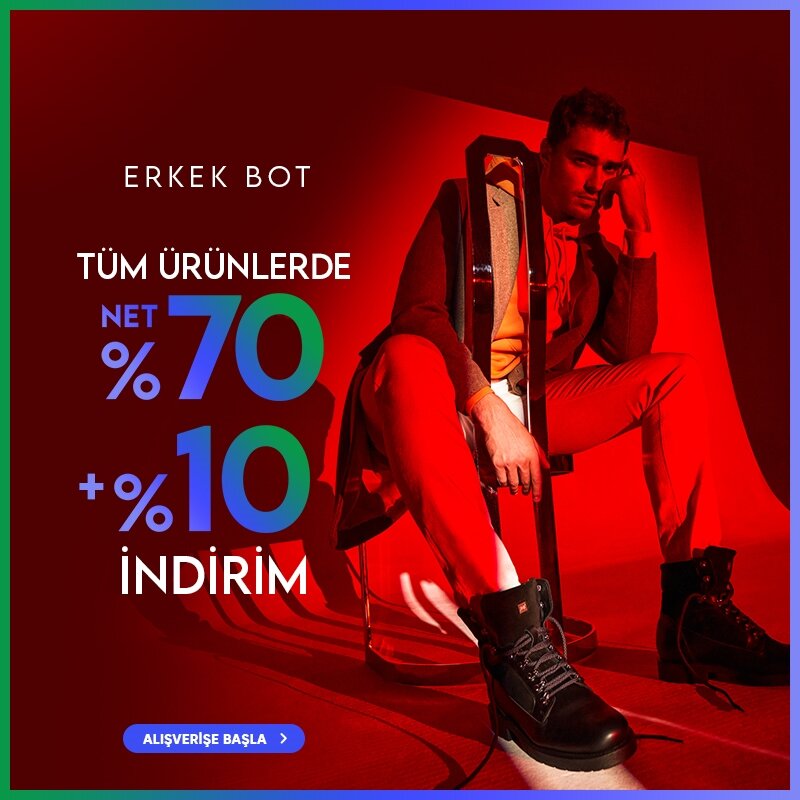 ERKEK BOT
TÜM ÜRÜNLERDE
NET
%70
+%10
İNDİRİM
ALIŞVERİŞE BAŞLA >